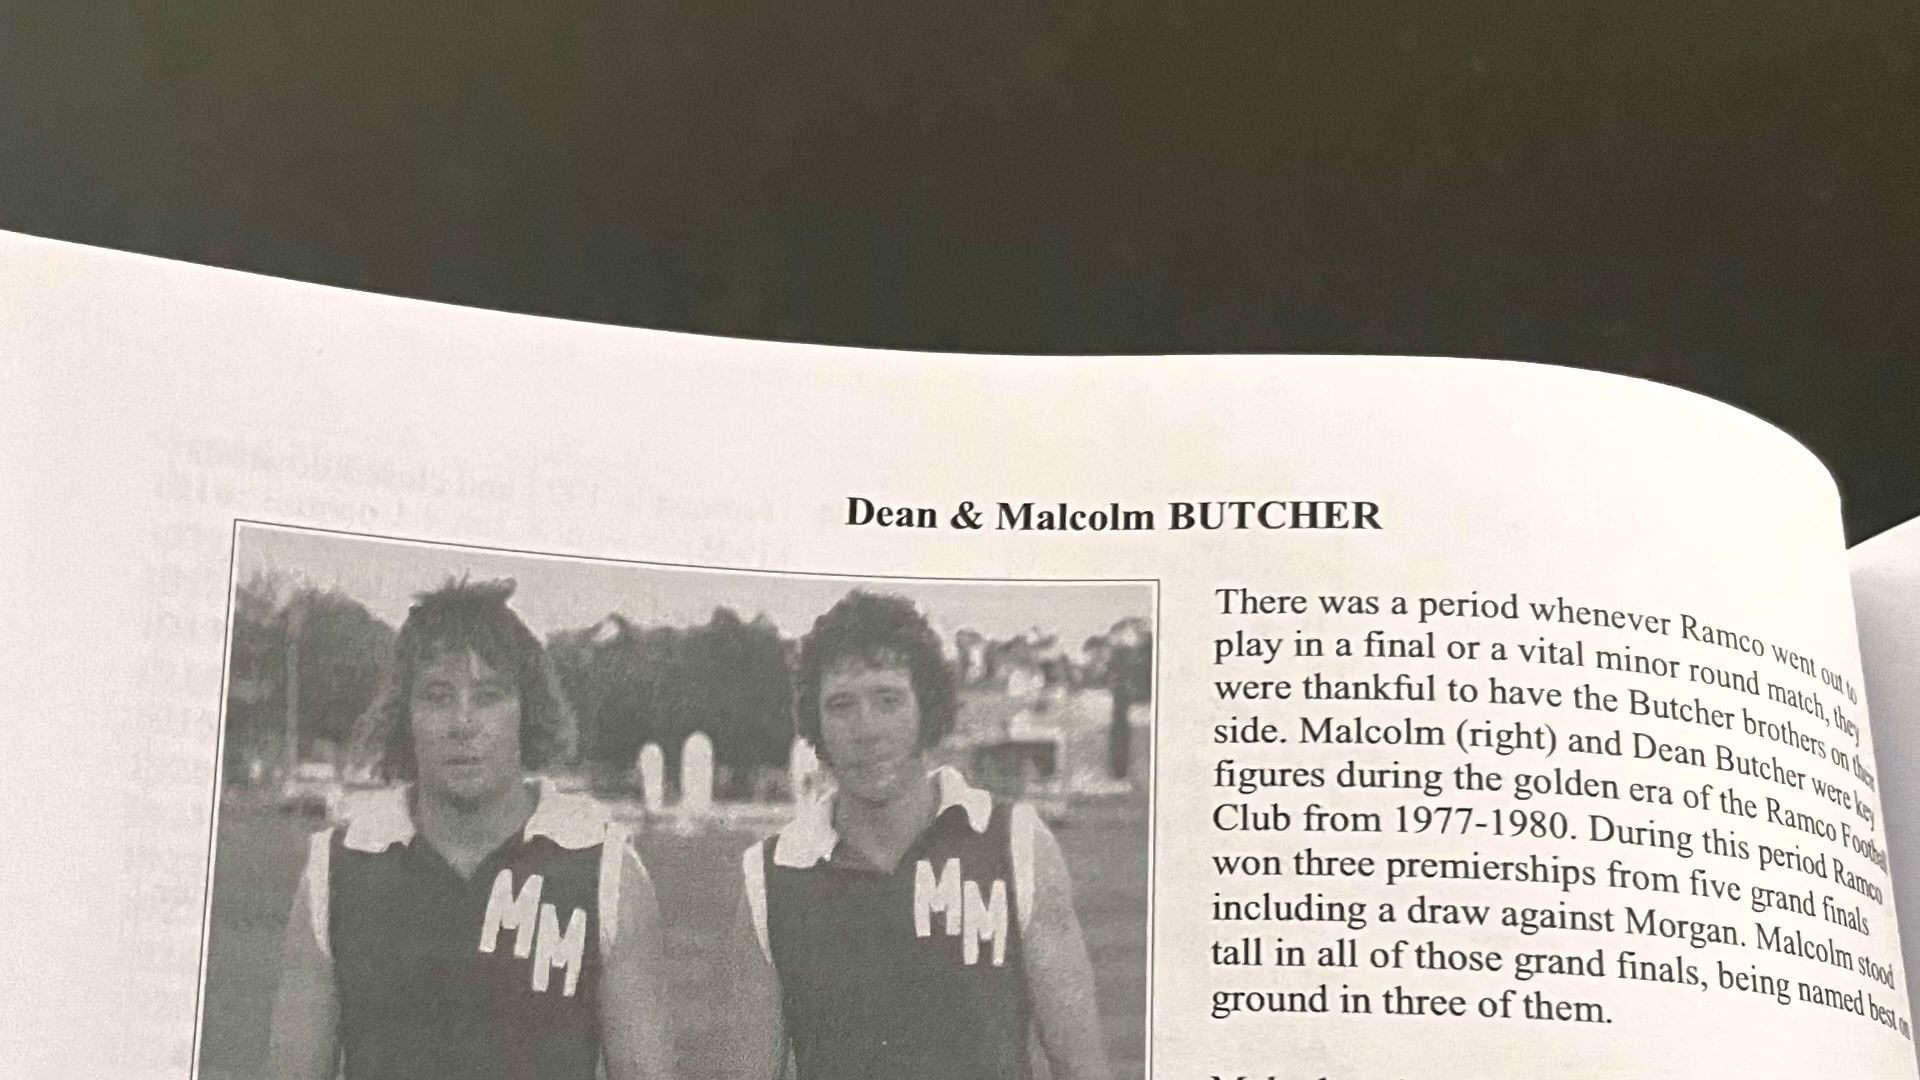 Dean & Malcolm BUTCHER
There was a period whenever Ramco went out to
play in a final or a vital minor round match, they
were thankful to have the Butcher brothers on their
side. Malcolm (right) and Dean Butcher were key
figures during the golden era of the Ramco Football
Club from 1977-1980. During this period Ramco
won three premierships from five grand finals
including a draw against Morgan. Malcolm stood
tall in all of those grand finals, being named best on
ground in three of them.
MM
MM